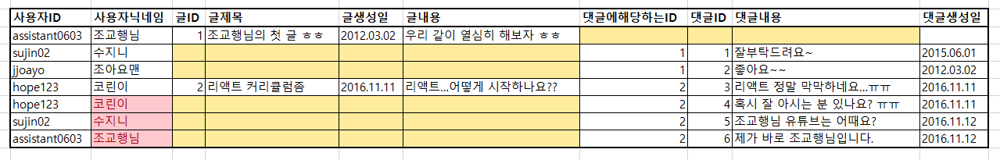 사용자ID 사용자닉네임 글ID 글제목 글생성일 글내용 댓글에해당하는ID 댓글ID 댓글내용 댓글생성일
assistant0603 조교행님 1 조교행님의 첫 글 ㅎㅎ 2012.03.02 우리 같이 열심히 해보자 ㅎㅎ
sujin02 수지니 1 1 잘부탁드려요~ 2015.06.01
jjoayo 조아요맨 1 2 좋아요~~ 2012.03.02
hope123 코린이 2 리액트 커리큘럼좀 2016.11.11 리액트...어떻게 시작하나요?? 2 3 리액트 정말 막막하네요...ㅠㅠ 2016.11.11
hope123 코린이 2 4 혹시 잘 아시는 분 있나요? ㅠㅠ 2016.11.11
sujin02 수지니 2 5 조교행님 유튜브는 어때요? 2016.11.12
assistant0603 조교행님 2 6 제가 바로 조교행님입니다. 2016.11.12